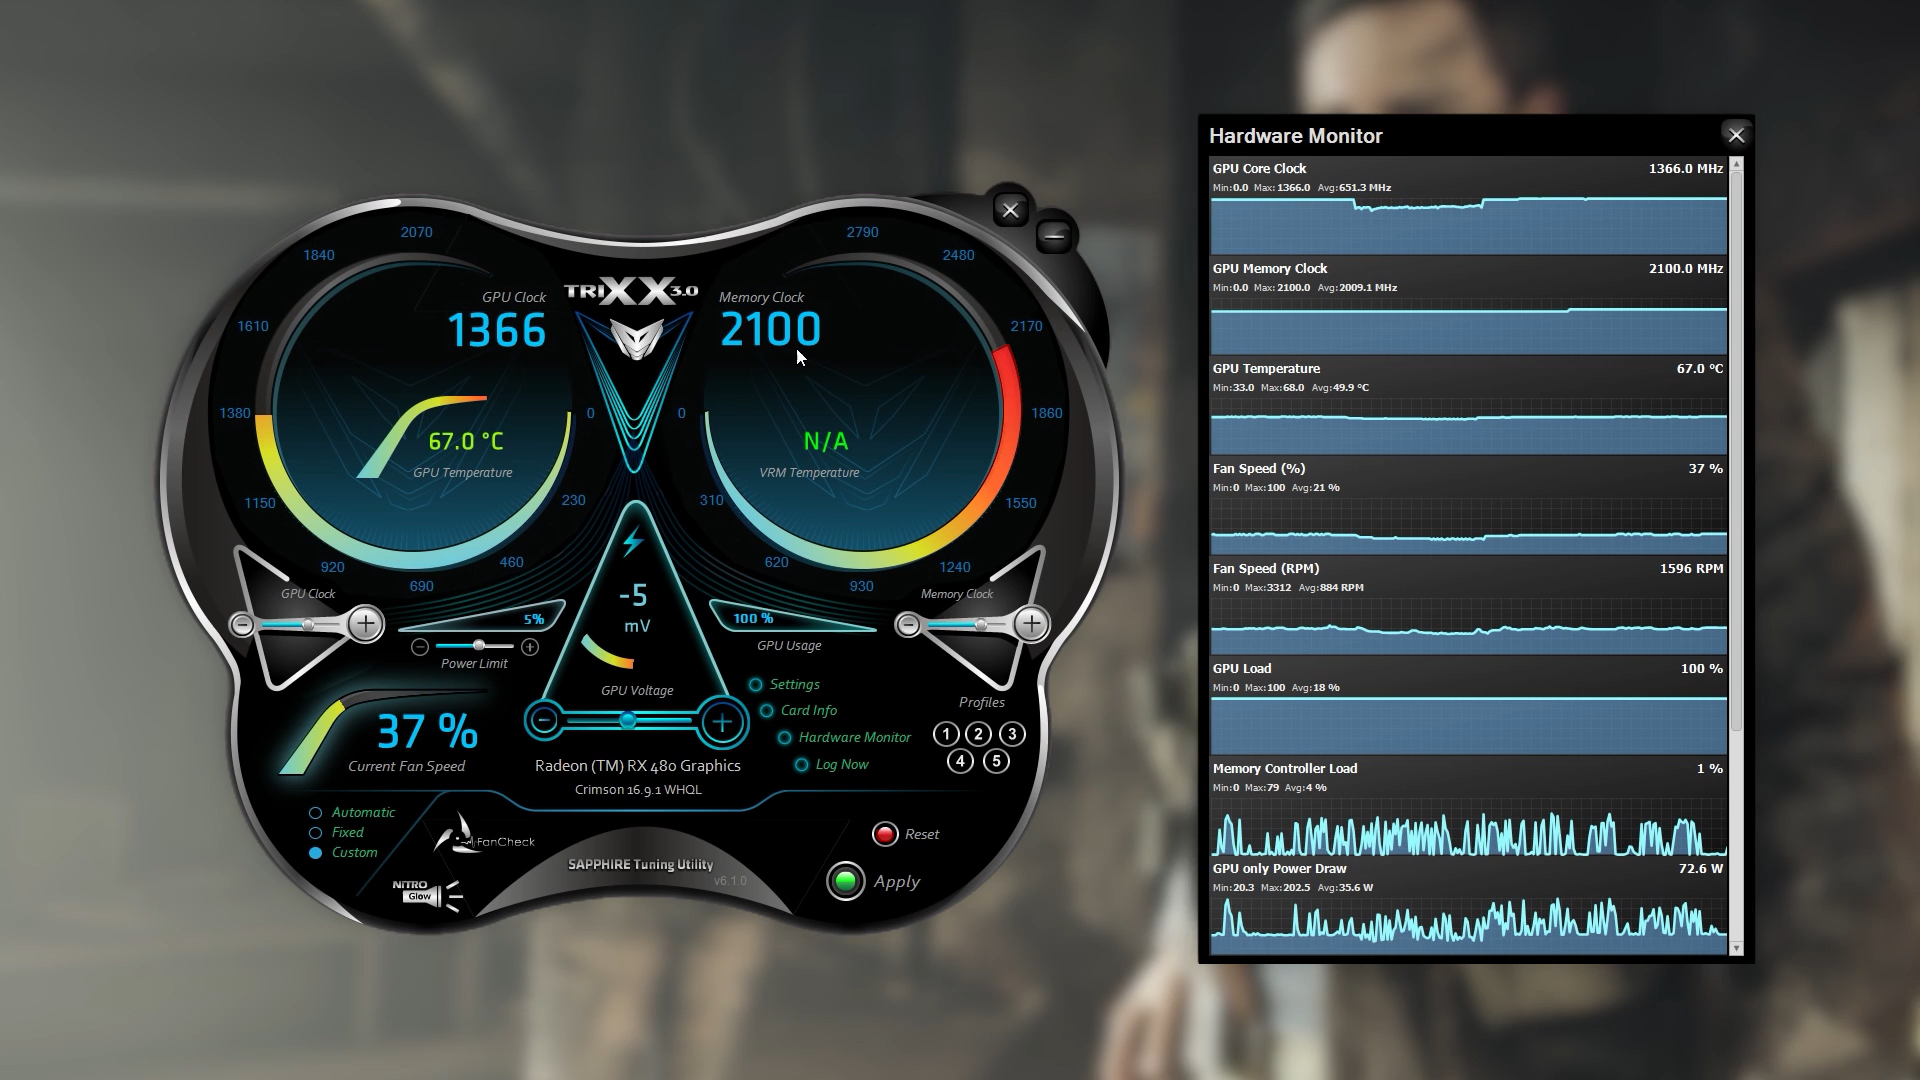 2070
1840
1610
1380
1150
920
690
460
230
0
GPU Clock
1366
67.0 °C
GPU Temperature
TRIXX 3.0
2790
2480
2170
1860
1550
1240
930
620
310
0
Memory Clock
2100
N/A
VRM Temperature
GPU Clock
5%
Power Limit
-5
mV
GPU Voltage
100 %
GPU Usage
Memory Clock
37 %
Current Fan Speed
Settings
Card Info
Hardware Monitor
Log Now
Profiles
1 2 3
4 5
Radeon (TM) RX 480 Graphics
Crimson 16.9.1 WHQL
Automatic
Fixed
Custom
FanCheck
NITRO
Glow
SAPPHIRE Tuning Utility
v6.1.0
Reset
Apply
Hardware Monitor
GPU Core Clock 1366.0 MHz
Min:0.0 Max:1366.0 Avg:651.3 MHz
GPU Memory Clock 2100.0 MHz
Min:0.0 Max:2100.0 Avg:2009.1 MHz
GPU Temperature 67.0 °C
Min:33.0 Max:68.0 Avg:49.9 °C
Fan Speed (%) 37 %
Min:0 Max:100 Avg:21 %
Fan Speed (RPM) 1596 RPM
Min:0 Max:3312 Avg:884 RPM
GPU Load 100 %
Min:0 Max:100 Avg:18 %
Memory Controller Load 1 %
Min:0 Max:79 Avg:4 %
GPU only Power Draw 72.6 W
Min:20.3 Max:202.5 Avg:35.6 W